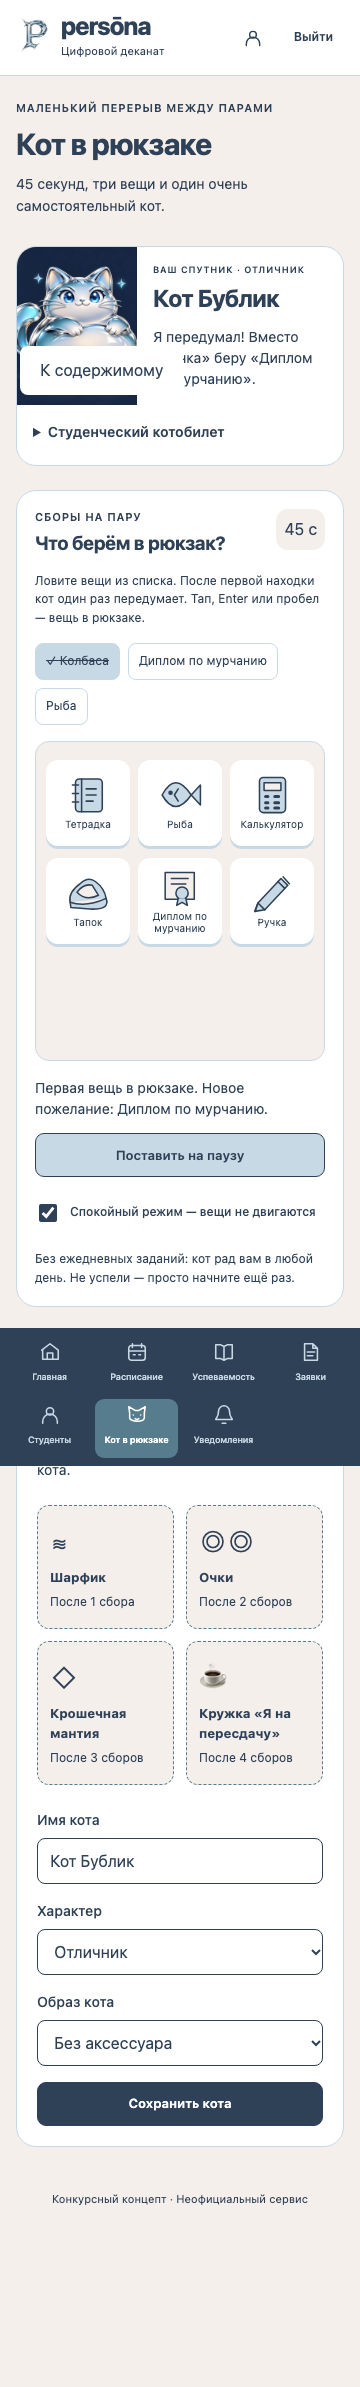 persōna
Цифровой деканат
Выйти
МАЛЕНЬКИЙ ПЕРЕРЫВ МЕЖДУ ПАРАМИ
Кот в рюкзаке
45 секунд, три вещи и один очень
самостоятельный кот.
ВАШ СПУТНИК · ОТЛИЧНИК
Кот Бублик
Я передумал! Вместо
беру «Диплом
К содержимому
Студенческий котобилет
СБОРЫ НА ПАРУ
Что берём в рюкзак?
45 с
Ловите вещи из списка. После первой находки
кот один раз передумает. Тап, Enter или пробел
— вещь в рюкзаке.
✓ Колбаса
Диплом по мурчанию
Рыба
Тетрадка
Рыба
Калькулятор
Тапок
Диплом по
мурчанию
Ручка
Первая вещь в рюкзаке. Новое
пожелание: Диплом по мурчанию.
Поставить на паузу
Спокойный режим — вещи не двигаются
Без ежедневных заданий: кот рад вам в любой
день. Не успели — просто начните ещё раз.
Главная
Расписание
Успеваемость
Заявки
Студенты
Кот в рюкзаке
Уведомления
кота.
Шарфик
После 1 сбора
Очки
После 2 сборов
Крошечная
мантия
После 3 сборов
Кружка «Я на
пересдачу»
После 4 сборов
Имя кота
Кот Бублик
Характер
Отличник
Образ кота
Без аксессуара
Сохранить кота
Конкурсный концепт · Неофициальный сервис